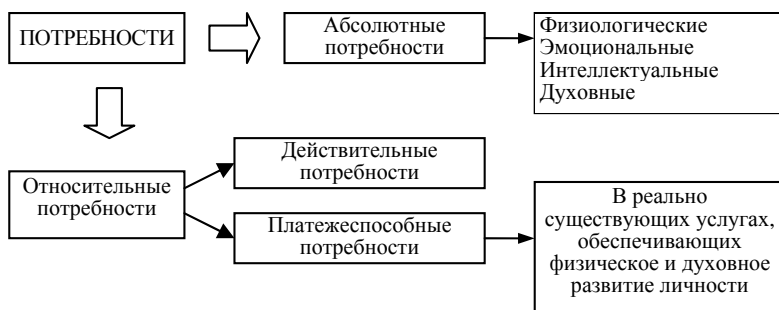 ПОТРЕБНОСТИ
Абсолютные
потребности
Физиологические
Эмоциональные
Интеллектуальные
Духовные
Относительные
потребности
Действительные
потребности
Платежеспособные
потребности
В реально
существующих услугах,
обеспечивающих
физическое и духовное
развитие личности